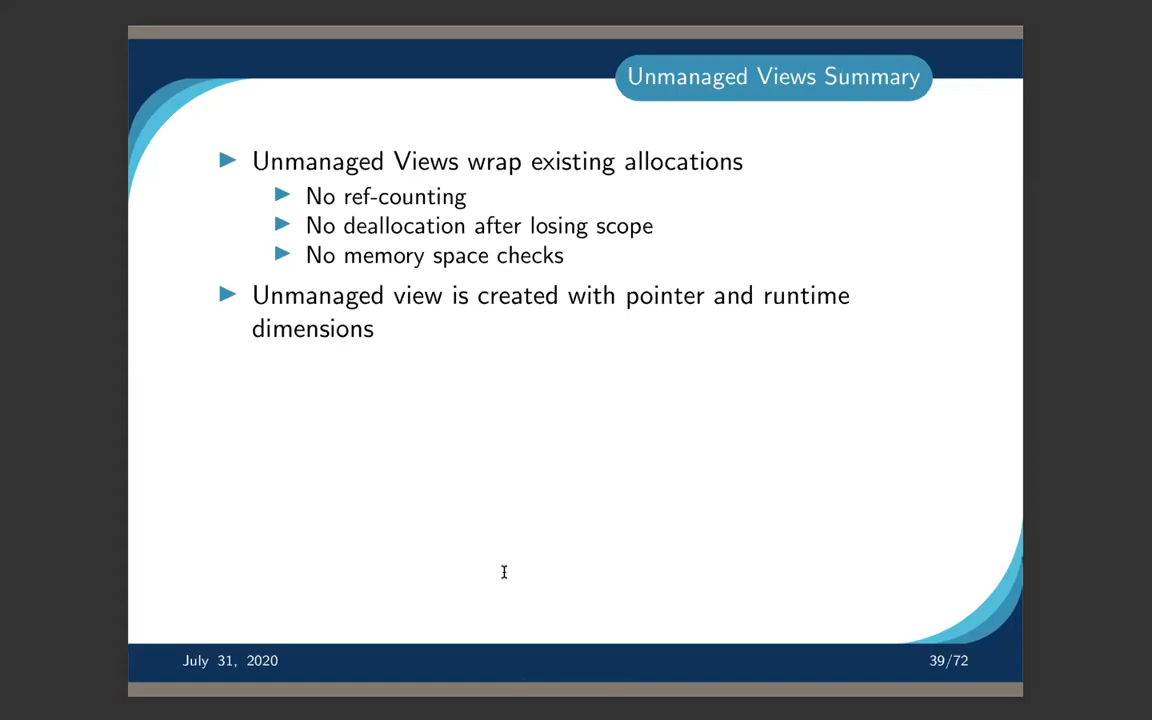 Unmanaged Views Summary
Unmanaged Views wrap existing allocations
No ref-counting
No deallocation after losing scope
No memory space checks
Unmanaged view is created with pointer and runtime
dimensions
July 31, 2020
39/72